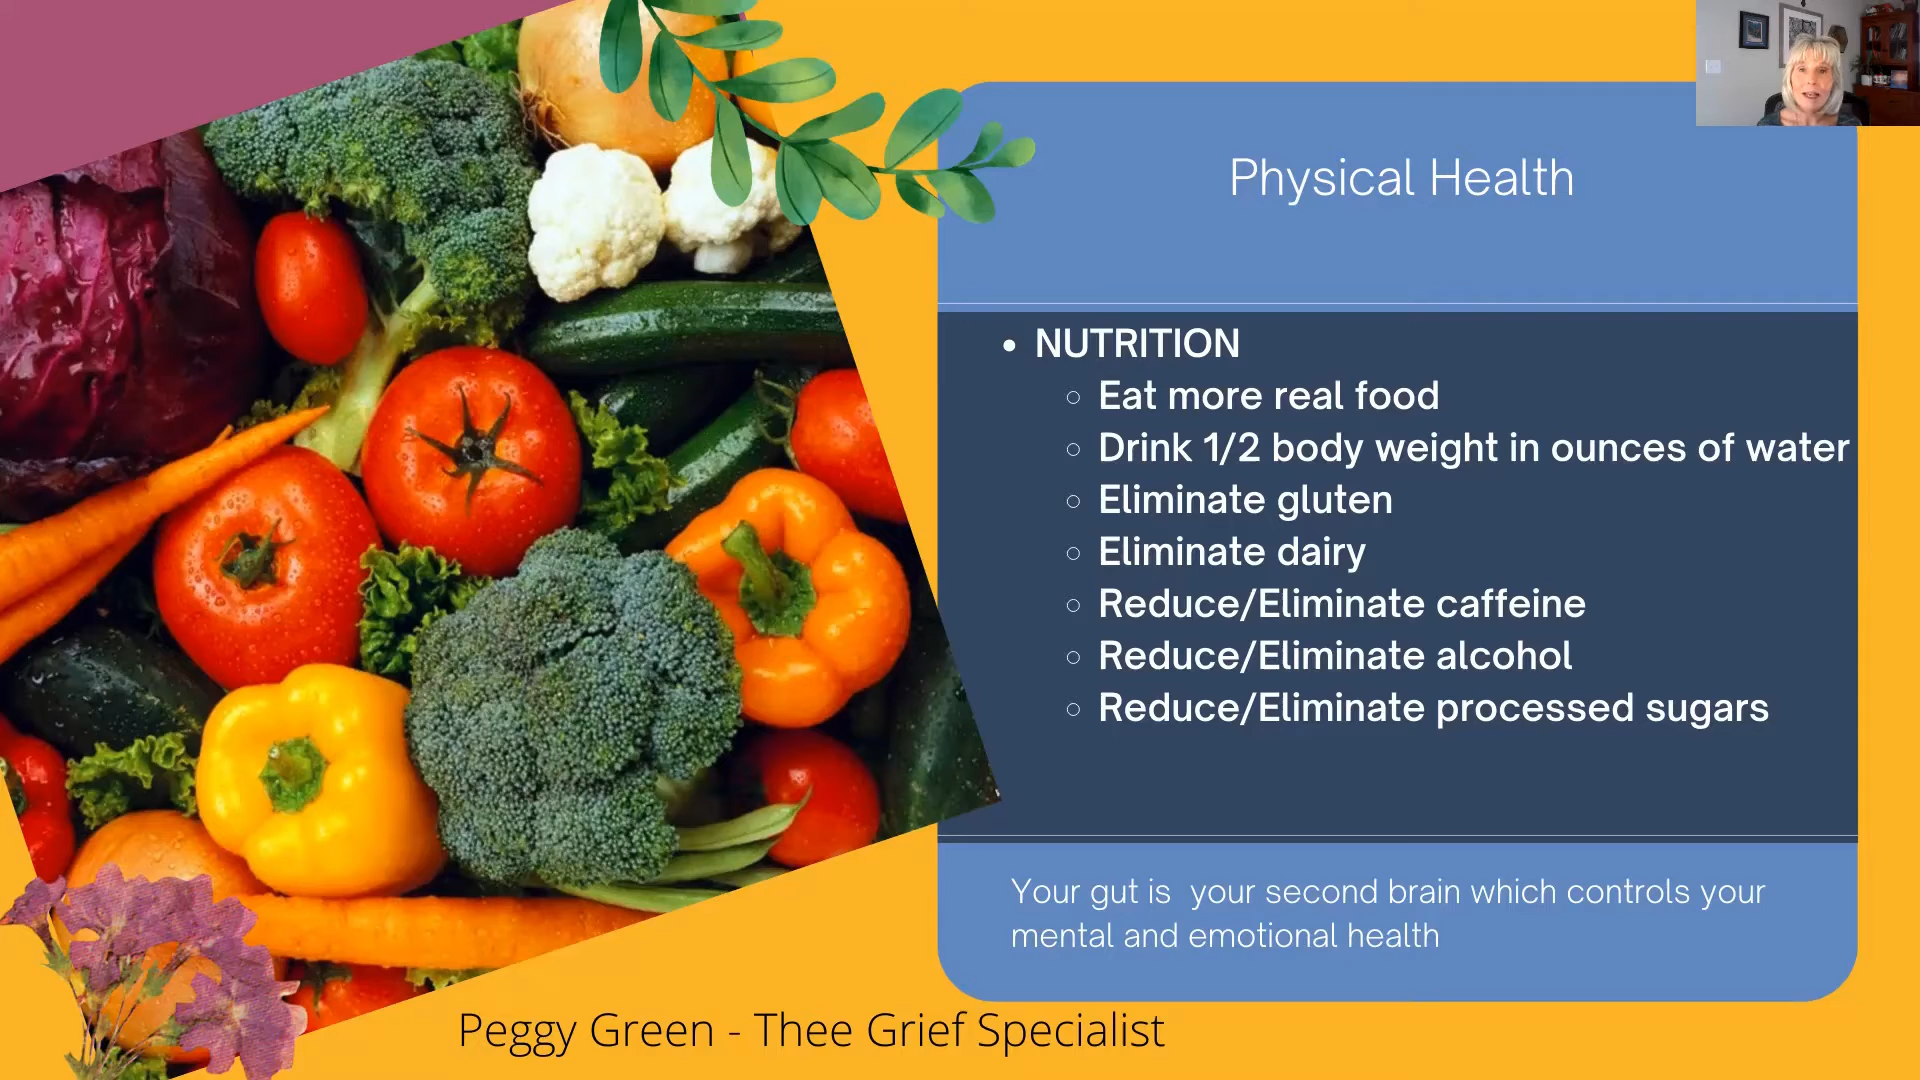 Physical Health
• NUTRITION
○ Eat more real food
○ Drink 1/2 body weight in ounces of water
○ Eliminate gluten
○ Eliminate dairy
○ Reduce/Eliminate caffeine
○ Reduce/Eliminate alcohol
○ Reduce/Eliminate processed sugars
Your gut is  your second brain which controls your
mental and emotional health
Peggy Green - Thee Grief Specialist